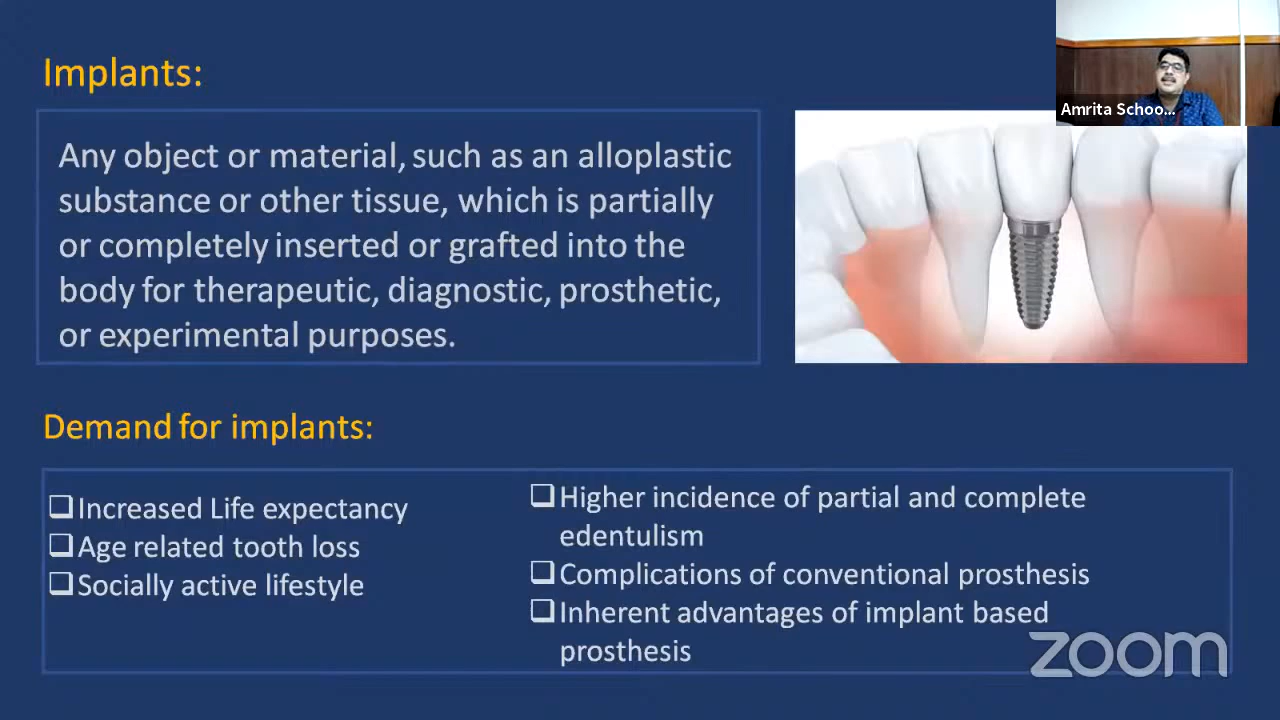 Implants:
Amrita Schoo...
Any object or material, such as an alloplastic
substance or other tissue, which is partially
or completely inserted or grafted into the
body for therapeutic, diagnostic, prosthetic,
or experimental purposes.
Demand for implants:
Increased Life expectancy
Age related tooth loss
Socially active lifestyle
Higher incidence of partial and complete
edentulism
Complications of conventional prosthesis
Inherent advantages of implant based
prosthesis
zoom